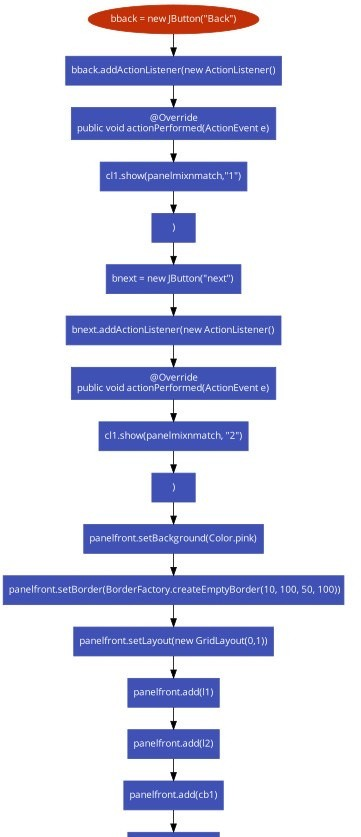 bback = new JButton("Back")
bback.addActionListener(new ActionListener()
@Override
public void actionPerformed(ActionEvent e)
cl1.show(panelmixnmatch,"1")
)
bnext = new JButton("next")
bnext.addActionListener(new ActionListener()
@Override
public void actionPerformed(ActionEvent e)
cl1.show(panelmixnmatch, "2")
)
panelfront.setBackground(Color.pink)
panelfront.setBorder(BorderFactory.createEmptyBorder(10, 100, 50, 100))
panelfront.setLayout(new GridLayout(0,1))
panelfront.add(l1)
panelfront.add(l2)
panelfront.add(cb1)